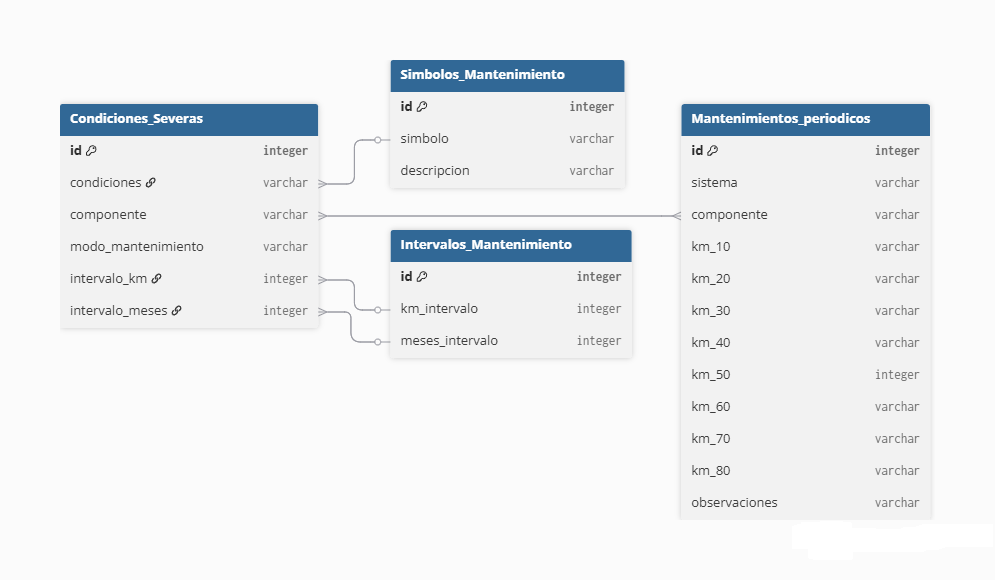 Condiciones_Severas
id integer
condiciones varchar
componente varchar
modo_mantenimiento varchar
intervalo_km integer
intervalo_meses integer
Simbolos_Mantenimiento
id integer
simbolo varchar
descripcion varchar
Intervalos_Mantenimiento
id integer
km_intervalo integer
meses_intervalo integer
Mantenimientos_periodicos
id integer
sistema varchar
componente varchar
km_10 varchar
km_20 varchar
km_30 varchar
km_40 varchar
km_50 integer
km_60 varchar
km_70 varchar
km_80 varchar
observaciones varchar